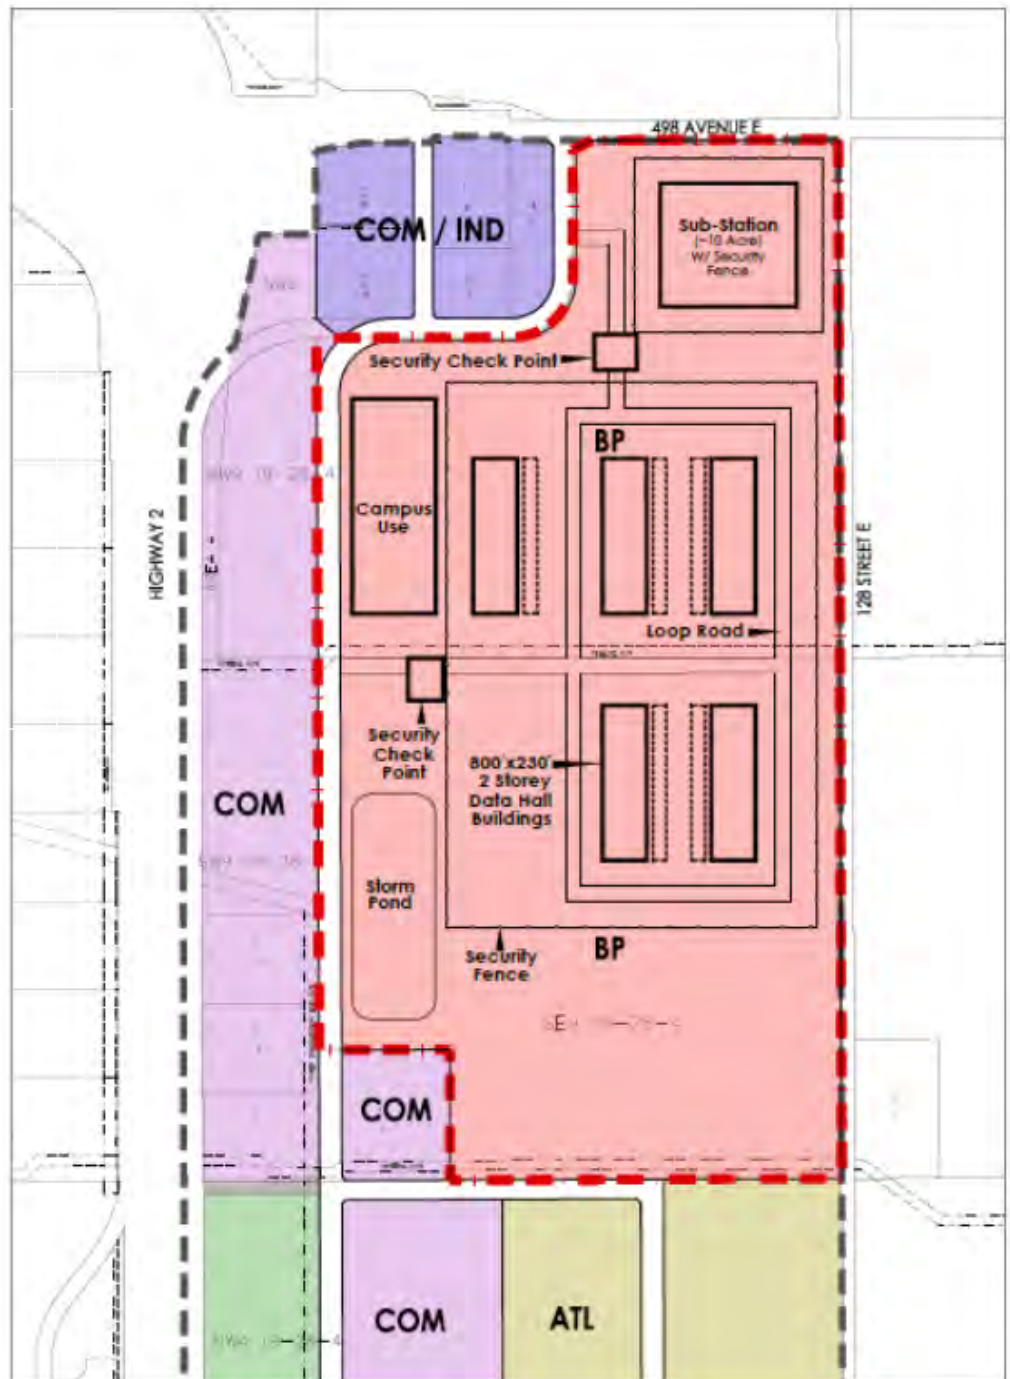 498 AVENUE E
COM / IND
Sub-Station
(~10 Acre)
W/ Security
Fence
Security Check Point
BP
Campus
Use
HIGHWAY 2
128 STREET E
Loop Road
Security
Check
Point
800'x230'
2 Storey
Data Hall
Buildings
COM
Storm
Pond
Security
Fence
BP
COM
COM
ATL